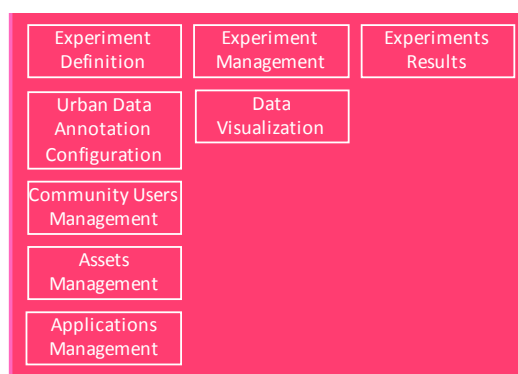 Experiment
Definition
Experiment
Management
Experiments
Results
Urban Data
Annotation
Configuration
Data
Visualization
Community Users
Management
Assets
Management
Applications
Management